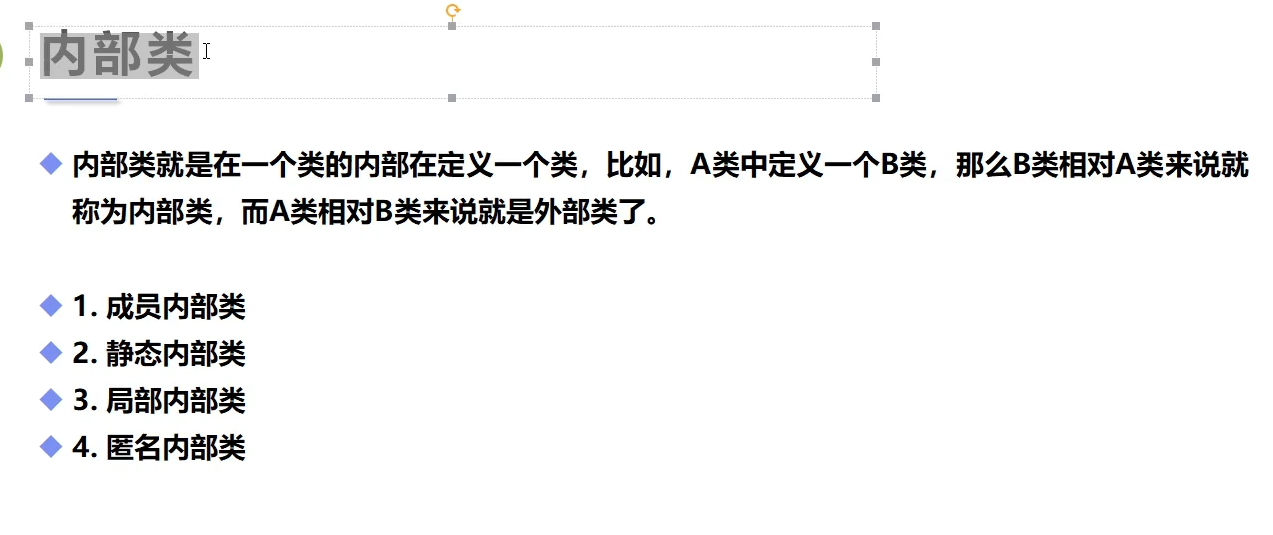 内部类
内部类就是在一个类的内部在定义一个类，比如，A类中定义一个B类，那么B类相对A类来说就
称为内部类，而A类相对B类来说就是外部类了。
1. 成员内部类
2. 静态内部类
3. 局部内部类
4. 匿名内部类